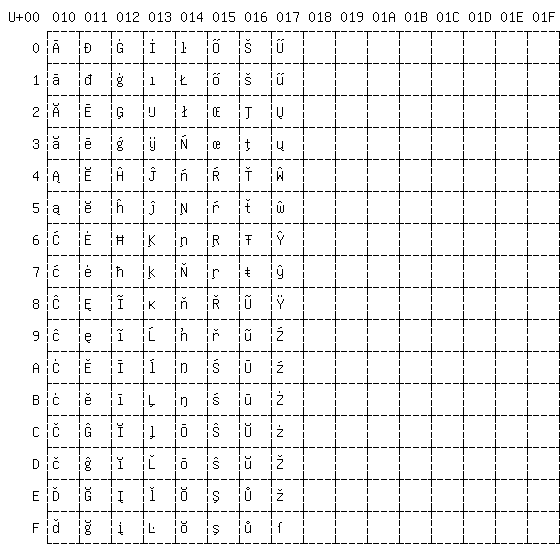 U+00 010 011 012 013 014 015 016 017 018 019 01A 01B 01C 01D 01E 01F
0 Ā Đ Ġ İ ŀ Ő Š Ű
1 ā đ ġ ı Ł ő š ű
2 Ă Ē Ģ IJ ł Œ Ţ Ų
3 ă ē ģ ij Ń œ ţ ų
4 Ą Ĕ Ĥ Ĵ ń Ŕ Ť Ŵ
5 ą ĕ ĥ ĵ Ņ ŕ ť ŵ
6 Ć Ė Ħ Ķ ņ Ŗ Ŧ Ŷ
7 ć ė ħ ķ Ň ŗ ŧ ŷ
8 Ĉ Ę Ĩ ĸ ň Ř Ũ Ÿ
9 ĉ ę ĩ Ĺ ŉ ř ũ Ź
A Ċ Ě Ī ĺ Ŋ Ś Ū ź
B ċ ě ī Ļ ŋ ś ū Ż
C Č Ĝ Ĭ ļ Ō Ŝ Ŭ ż
D č ĝ ĭ Ľ ō ŝ ŭ Ž
E Ď Ğ Į ľ Ŏ Ş Ů ž
F ď ğ į Ŀ ŏ ş ů ſ